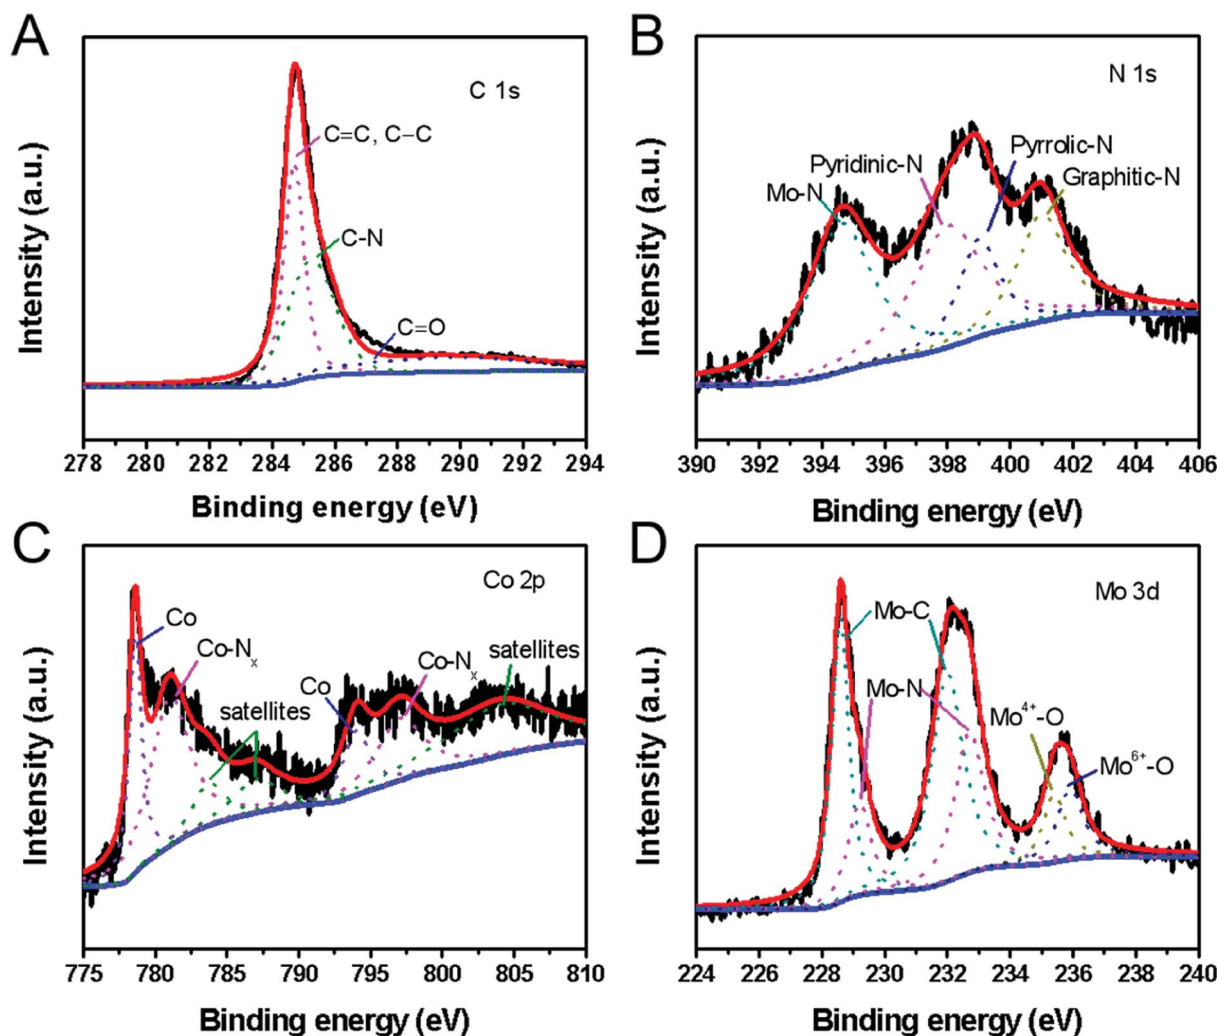 A
C 1s
C=C, C–C
C-N
C=O
Intensity (a.u.)
278 280 282 284 286 288 290 292 294
Binding energy (eV)
B
N 1s
Pyrrolic-N
Pyridinic-N
Graphitic-N
Mo-N
Intensity (a.u.)
390 392 394 396 398 400 402 404 406
Binding energy (eV)
C
Co 2p
Co
Co-Nx
satellites
Co
Co-Nx
satellites
Intensity (a.u.)
775 780 785 790 795 800 805 810
Binding energy (eV)
D
Mo 3d
Mo-C
Mo-N
Mo4+-O
Mo6+-O
Intensity (a.u.)
224 226 228 230 232 234 236 238 240
Binding energy (eV)